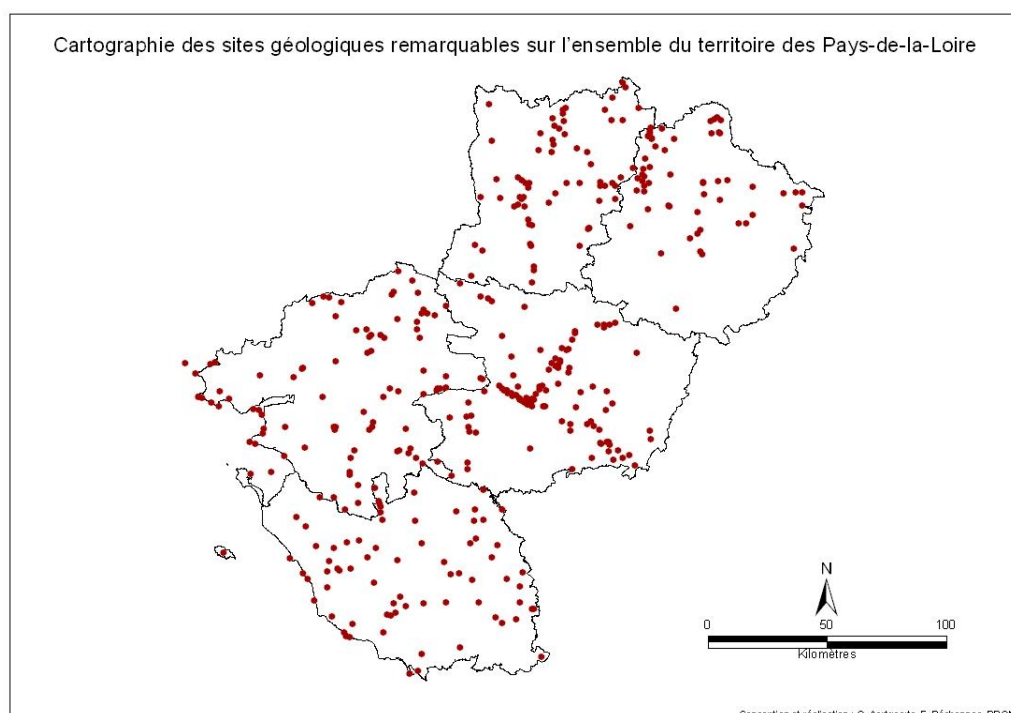 Cartographie des sites géologiques remarquables sur l'ensemble du territoire des Pays-de-la-Loire
N
0 50 100
Kilomètres